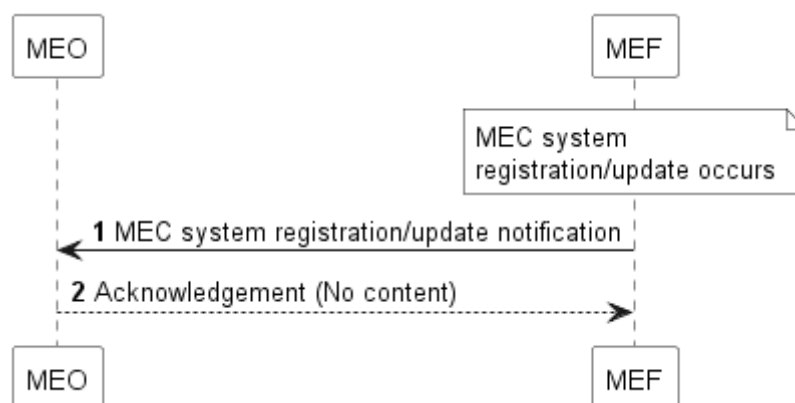 MEO
MEF
MEC system
registration/update occurs
1 MEC system registration/update notification
2 Acknowledgement (No content)
MEO
MEF